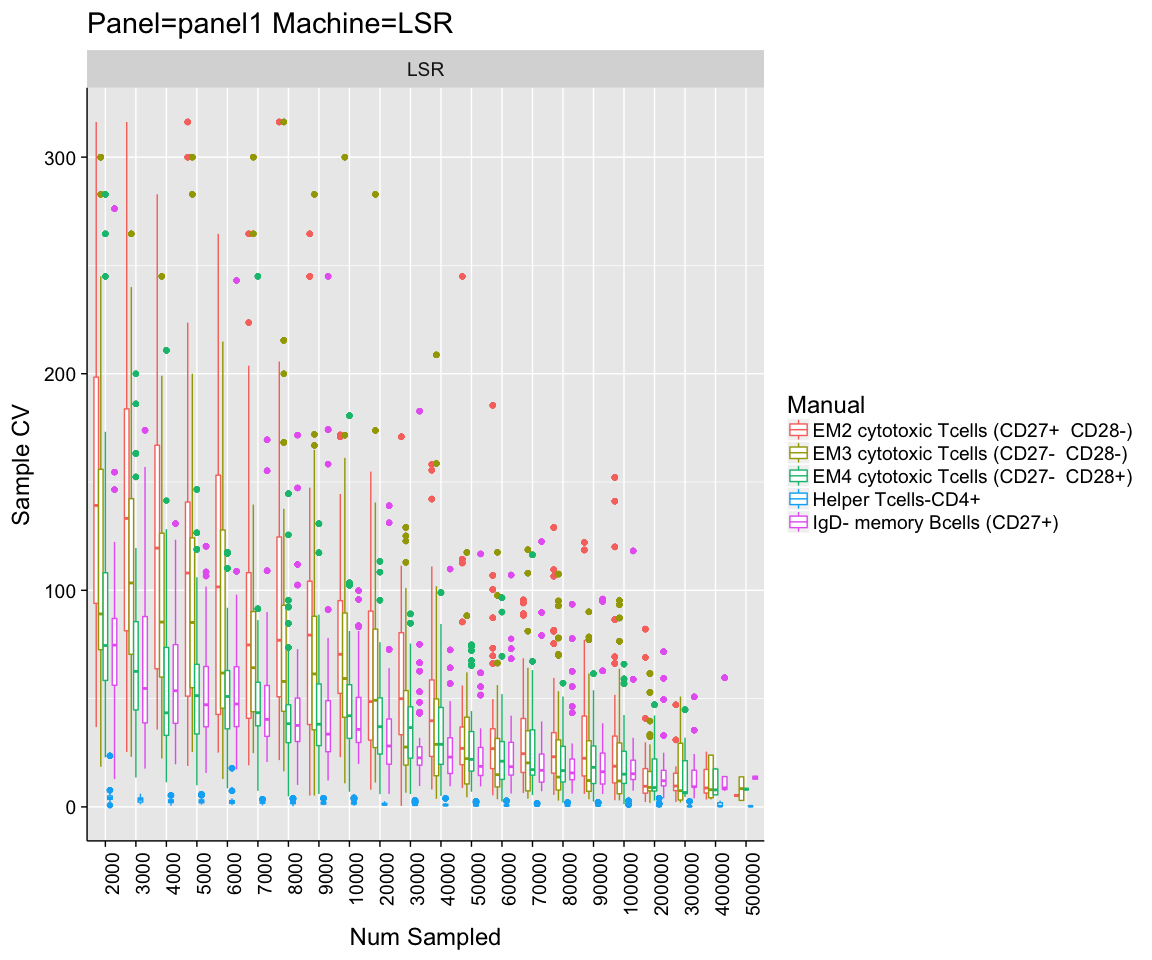 Panel=panel1 Machine=LSR
LSR
Sample CV
300
200
100
0
2000
3000
4000
5000
6000
7000
8000
9000
10000
20000
30000
40000
50000
60000
70000
80000
90000
100000
200000
300000
400000
500000
Num Sampled
Manual
EM2 cytotoxic Tcells (CD27+  CD28-)
EM3 cytotoxic Tcells (CD27-  CD28-)
EM4 cytotoxic Tcells (CD27-  CD28+)
Helper Tcells-CD4+
IgD- memory Bcells (CD27+)